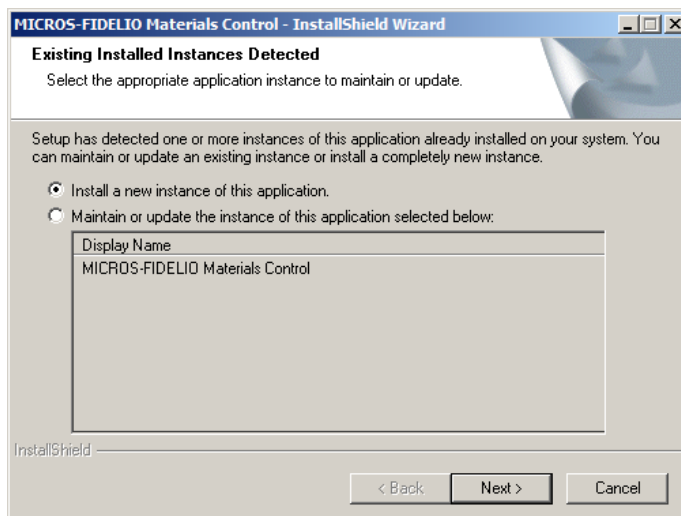 MICROS-FIDELIO Materials Control - InstallShield Wizard
Existing Installed Instances Detected
Select the appropriate application instance to maintain or update.
Setup has detected one or more instances of this application already installed on your system. You
can maintain or update an existing instance or install a completely new instance.
Install a new instance of this application.
Maintain or update the instance of this application selected below:
Display Name
MICROS-FIDELIO Materials Control
InstallShield
< Back
Next >
Cancel